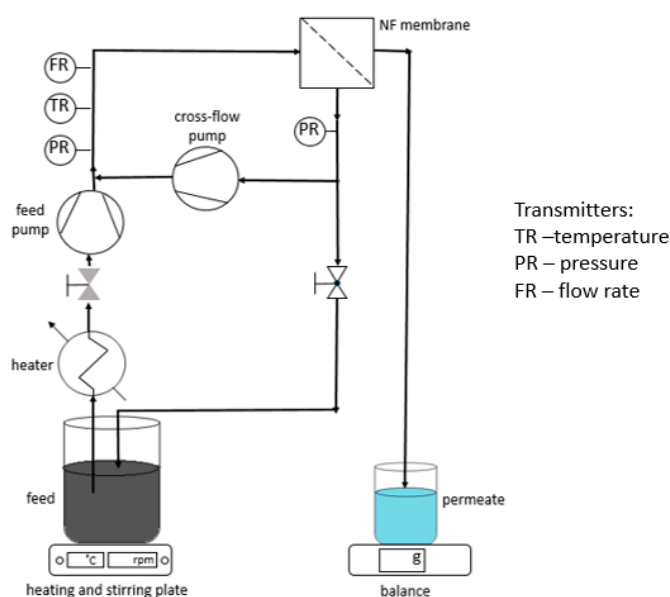 NF membrane
FR
TR
PR
cross-flow
pump
PR
feed
pump
heater
Transmitters:
TR –temperature
PR – pressure
FR – flow rate
feed
permeate
°C
rpm
g
heating and stirring plate
balance